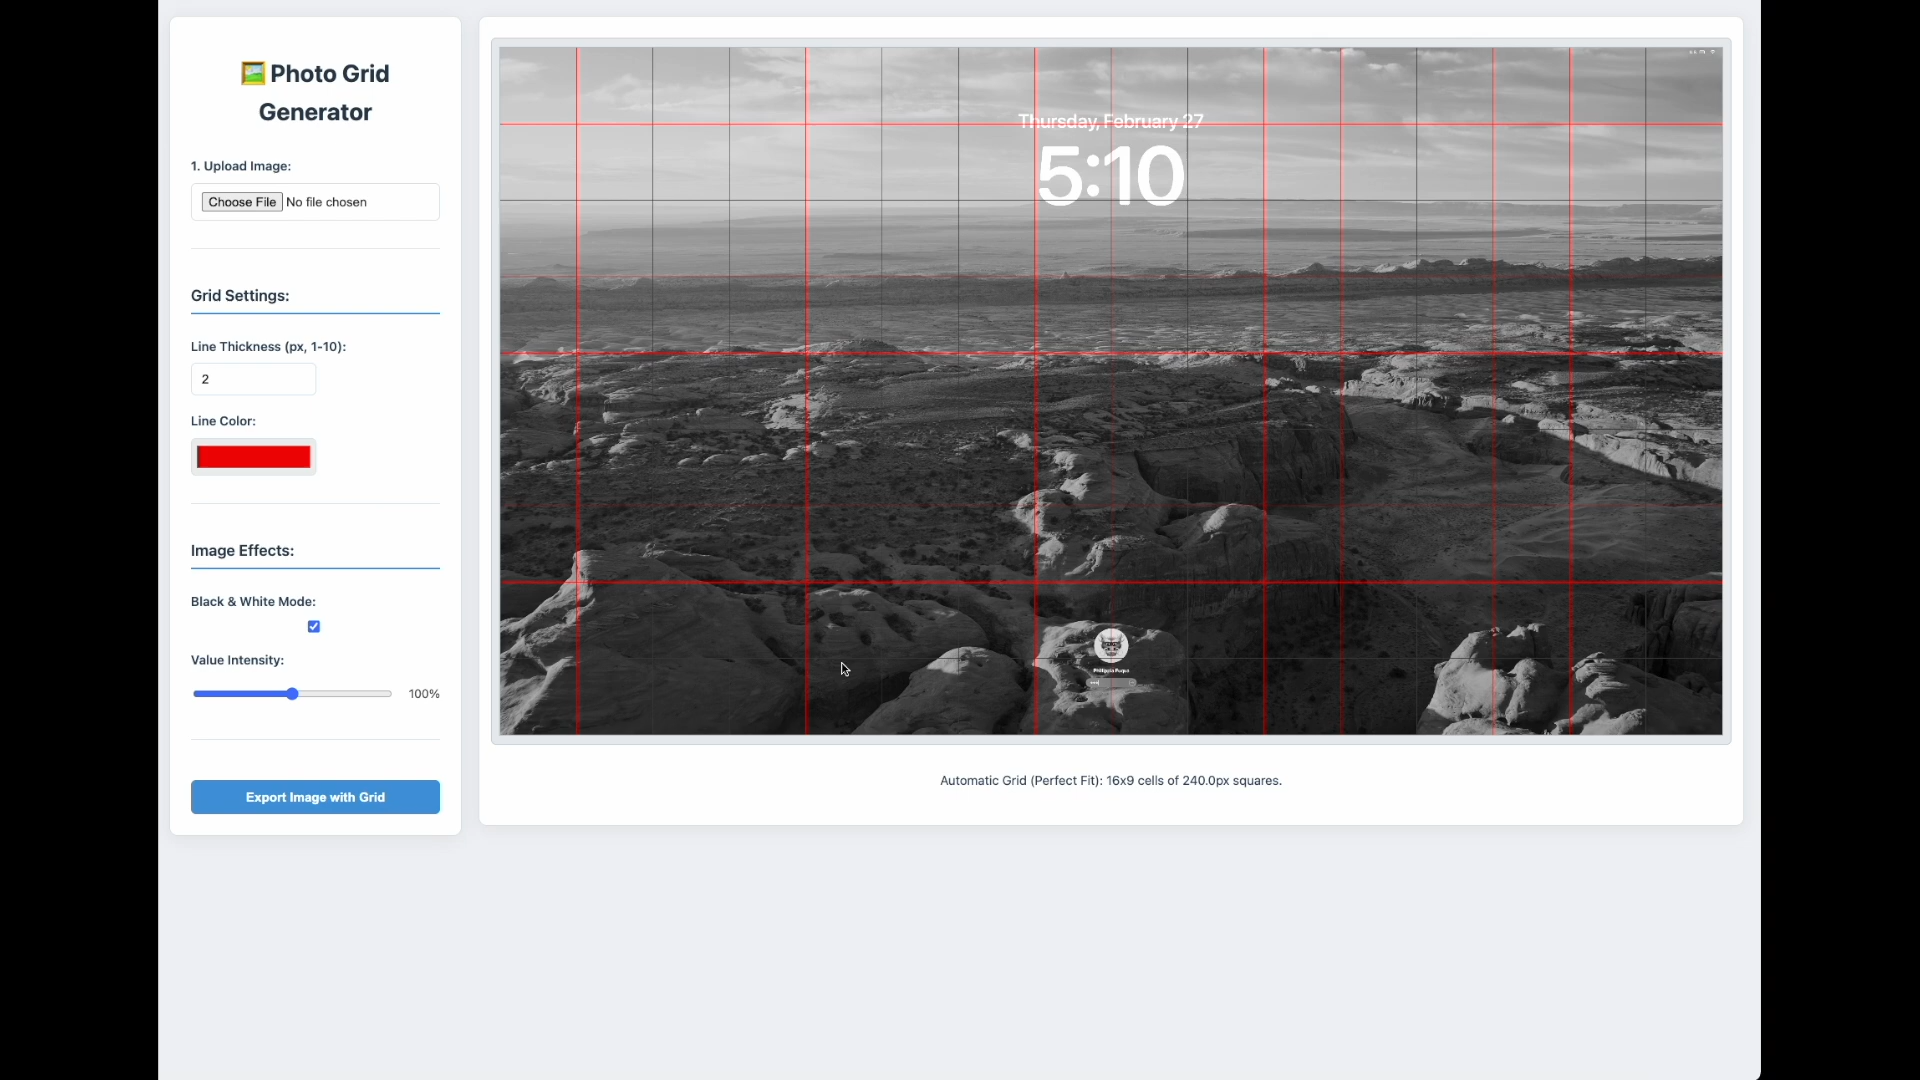 Photo Grid
Generator
1. Upload Image:
Choose File No file chosen
Grid Settings:
Line Thickness (px, 1-10):
2
Line Color:
Image Effects:
Black & White Mode:
Value Intensity:
100%
Export Image with Grid
Thursday, February 27
5:10
Automatic Grid (Perfect Fit): 16x9 cells of 240.0px squares.